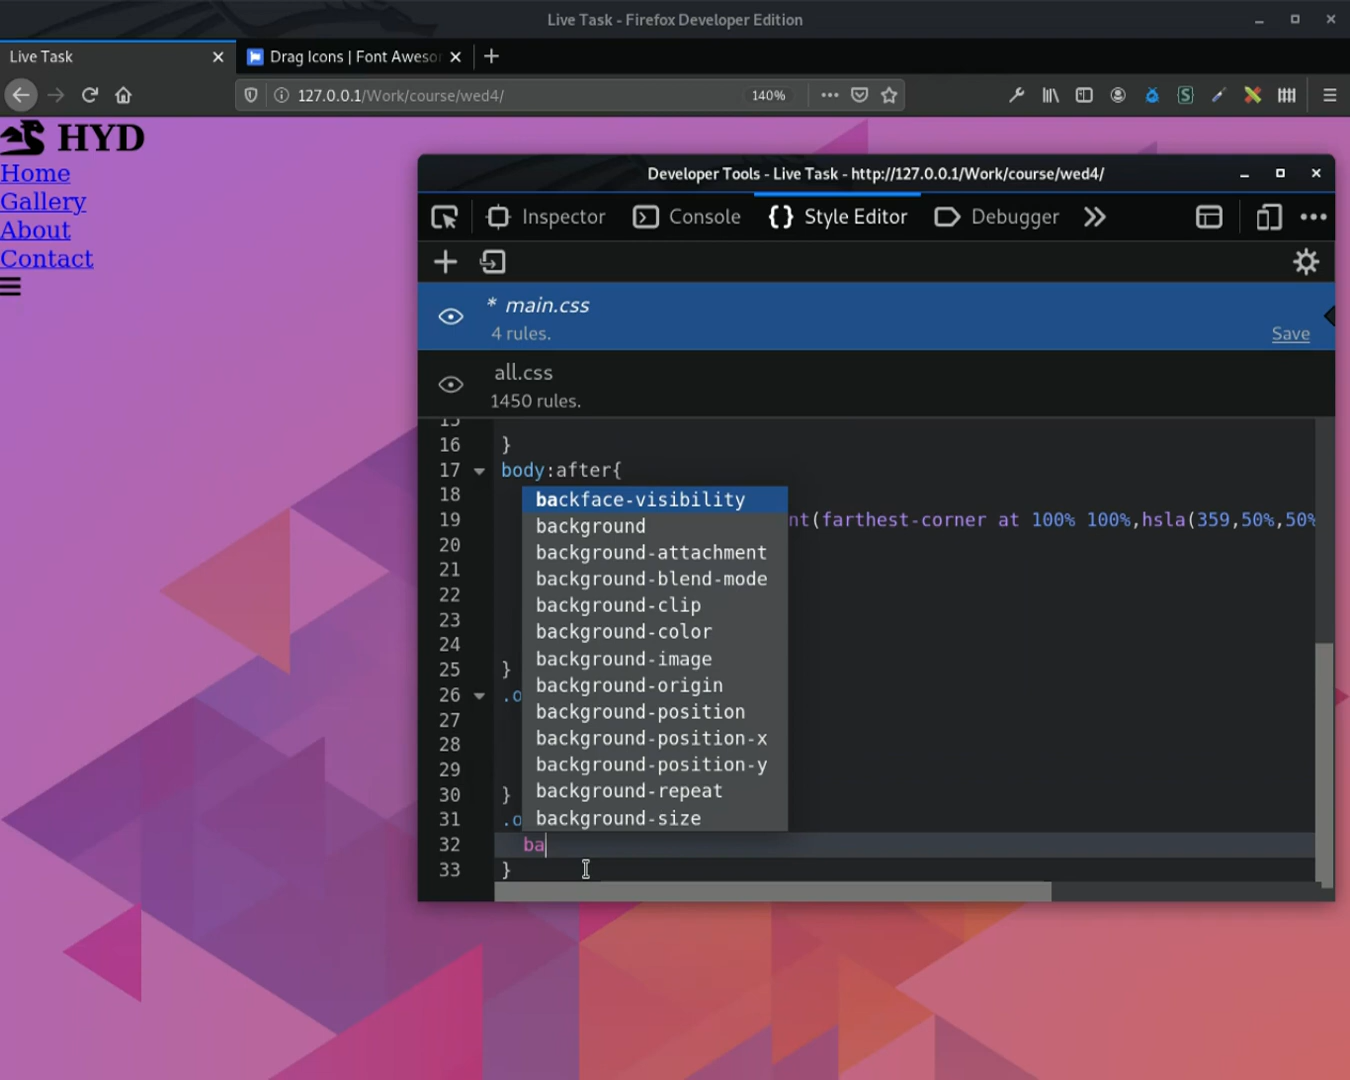 Live Task - Firefox Developer Edition
Live Task
Drag Icons | Font Aweso
127.0.0.1/Work/course/wed4/
140%
HYD
Home
Gallery
About
Contact
Developer Tools - Live Task - http://127.0.0.1/Work/course/wed4/
Inspector
Console
{} Style Editor
Debugger
* main.css
4 rules.
Save
all.css
1450 rules.
15
16 }
17 body:after{
18
19 nt(farthest-corner at 100% 100%,hsla(359,50%,50%
20
21
22
23
24
25 }
26 .o
27
28
29
30 }
31 .o
32 ba
33 }
backface-visibility
background
background-attachment
background-blend-mode
background-clip
background-color
background-image
background-origin
background-position
background-position-x
background-position-y
background-repeat
background-size